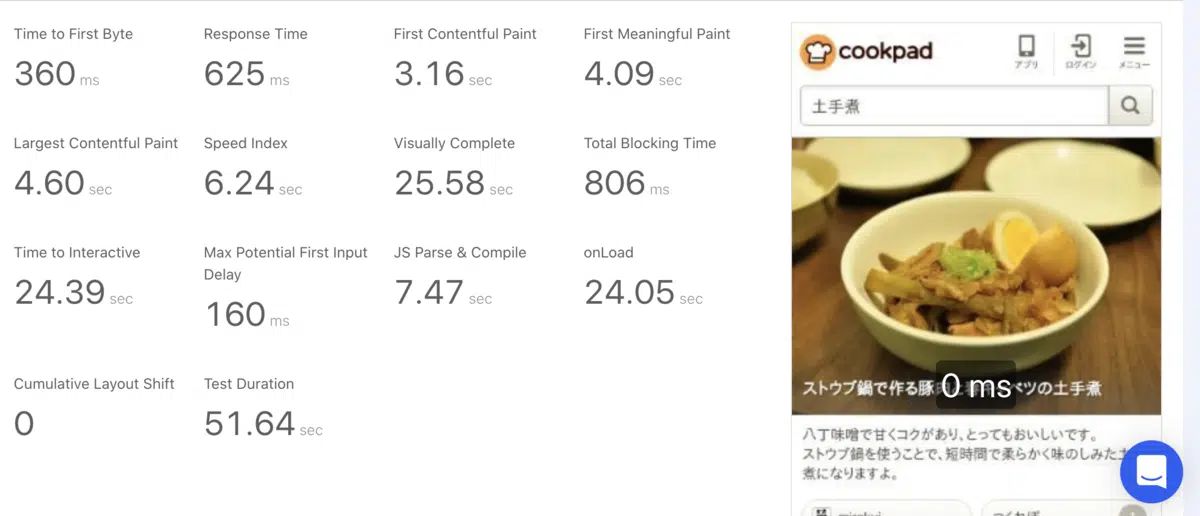 Time to First Byte
360 ms
Response Time
625 ms
First Contentful Paint
3.16 sec
First Meaningful Paint
4.09 sec
Largest Contentful Paint
4.60 sec
Speed Index
6.24 sec
Visually Complete
25.58 sec
Total Blocking Time
806 ms
Time to Interactive
24.39 sec
Max Potential First Input
Delay
160 ms
JS Parse & Compile
7.47 sec
onLoad
24.05 sec
Cumulative Layout Shift
0
Test Duration
51.64 sec
cookpad
アプリ
ログイン
メニュー
土手煮
ストウブ鍋で作る豚
ベツの土手煮
0 ms
八丁味噌で甘くコクがあり、とってもおいしいです。
ストウブ鍋を使うことで、短時間で柔らかく味のしみた土
煮になりますよ。